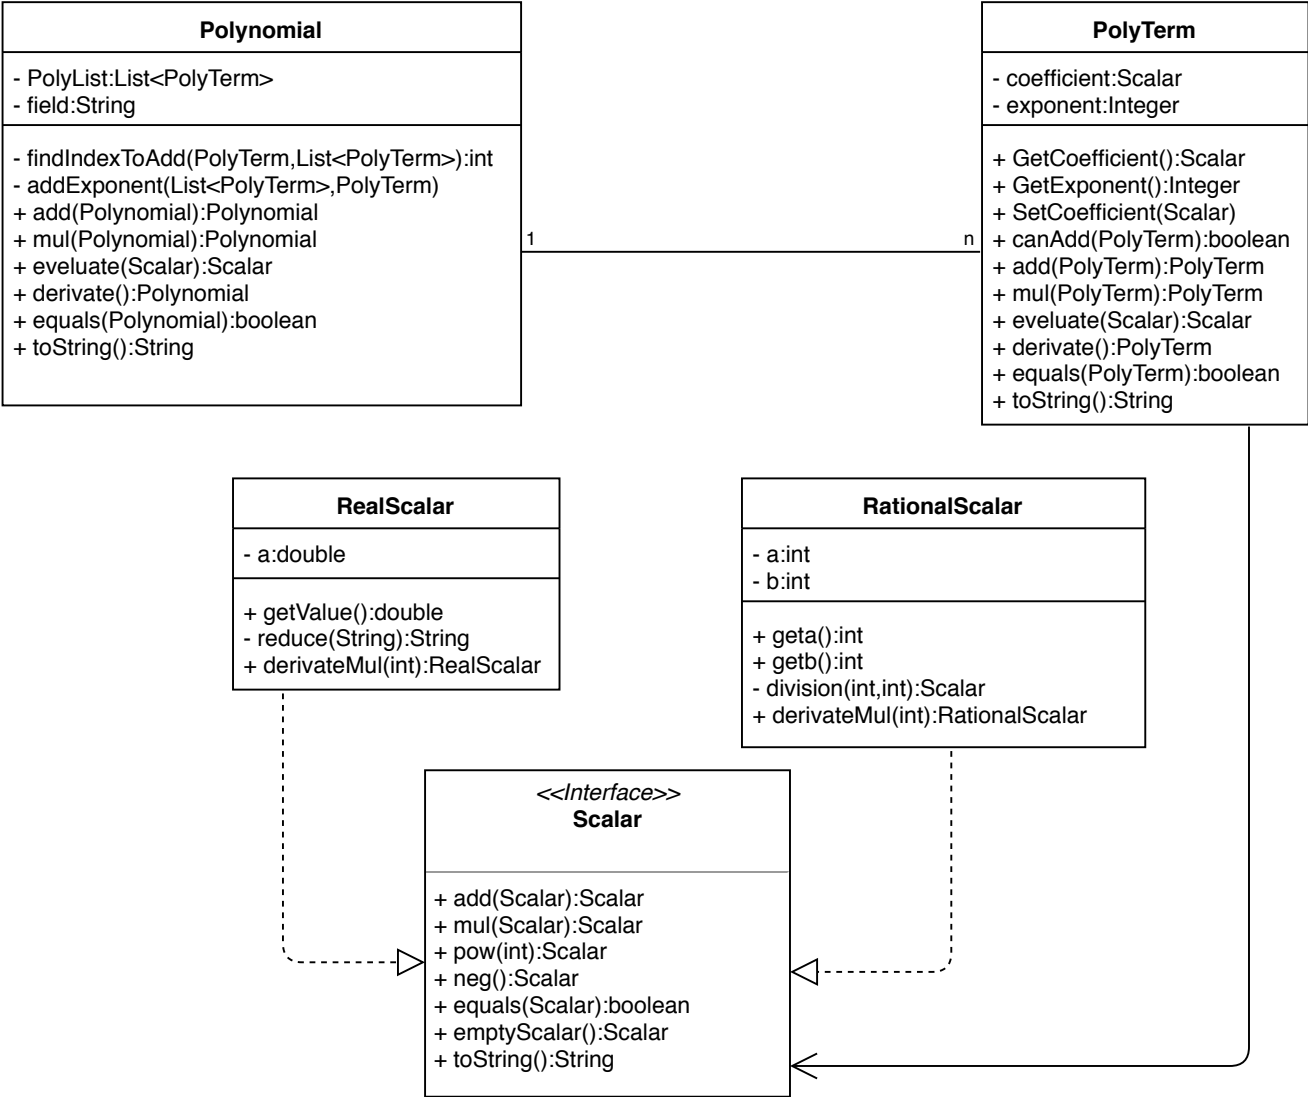 Polynomial
- PolyList:List<PolyTerm>
- field:String
- findIndexToAdd(PolyTerm,List<PolyTerm>):int
- addExponent(List<PolyTerm>,PolyTerm)
+ add(Polynomial):Polynomial
+ mul(Polynomial):Polynomial
+ eveluate(Scalar):Scalar
+ derivate():Polynomial
+ equals(Polynomial):boolean
+ toString():String
1
n
PolyTerm
- coefficient:Scalar
- exponent:Integer
+ GetCoefficient():Scalar
+ GetExponent():Integer
+ SetCoefficient(Scalar)
+ canAdd(PolyTerm):boolean
+ add(PolyTerm):PolyTerm
+ mul(PolyTerm):PolyTerm
+ eveluate(Scalar):Scalar
+ derivate():PolyTerm
+ equals(PolyTerm):boolean
+ toString():String
RealScalar
- a:double
+ getValue():double
- reduce(String):String
+ derivateMul(int):RealScalar
RationalScalar
- a:int
- b:int
+ geta():int
+ getb():int
- division(int,int):Scalar
+ derivateMul(int):RationalScalar
<<Interface>>
Scalar
+ add(Scalar):Scalar
+ mul(Scalar):Scalar
+ pow(int):Scalar
+ neg():Scalar
+ equals(Scalar):boolean
+ emptyScalar():Scalar
+ toString():String